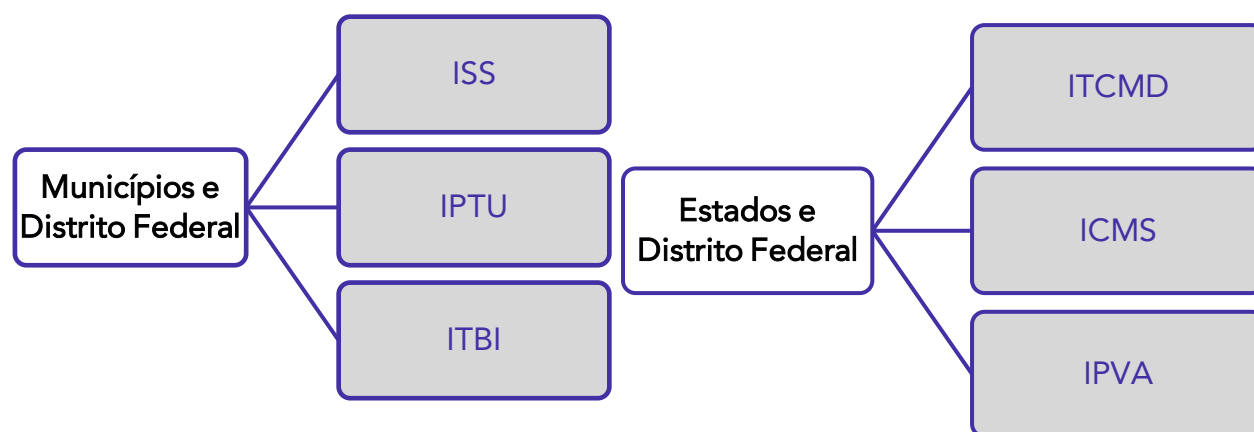 Municípios e
Distrito Federal
ISS
IPTU
ITBI
Estados e
Distrito Federal
ITCMD
ICMS
IPVA